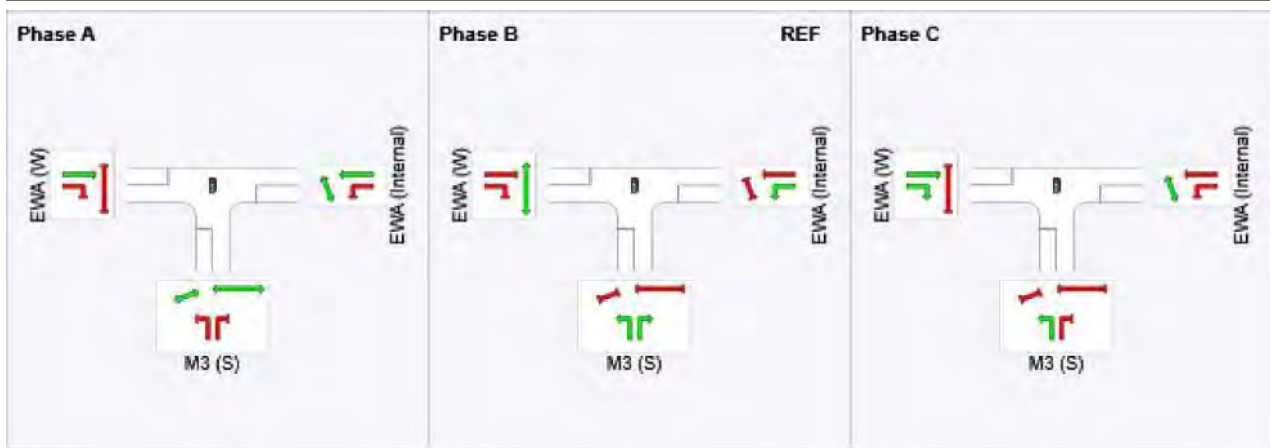 Phase A
EWA (W)
EWA (Internal)
M3 (S)
Phase B
REF
EWA (W)
EWA (Internal)
M3 (S)
Phase C
EWA (W)
EWA (Internal)
M3 (S)